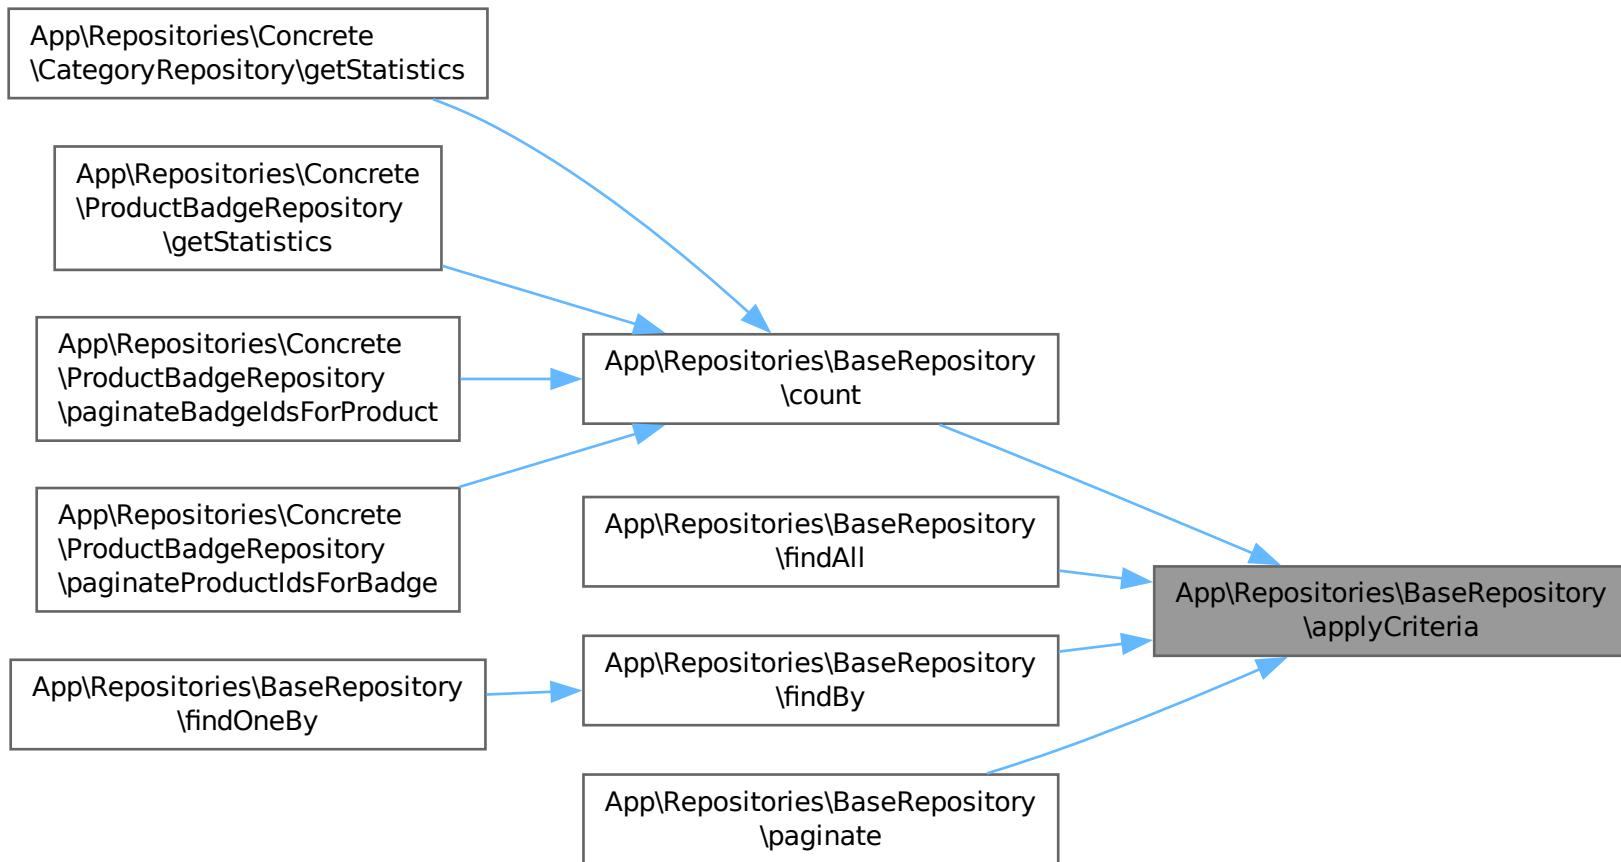 App\Repositories\Concrete
\CategoryRepository\getStatistics
App\Repositories\Concrete
\ProductBadgeRepository
\getStatistics
App\Repositories\Concrete
\ProductBadgeRepository
\paginateBadgeIdsForProduct
App\Repositories\Concrete
\ProductBadgeRepository
\paginateProductIdsForBadge
App\Repositories\BaseRepository
\findOneBy
App\Repositories\BaseRepository
\count
App\Repositories\BaseRepository
\findAll
App\Repositories\BaseRepository
\findBy
App\Repositories\BaseRepository
\paginate
App\Repositories\BaseRepository
\applyCriteria